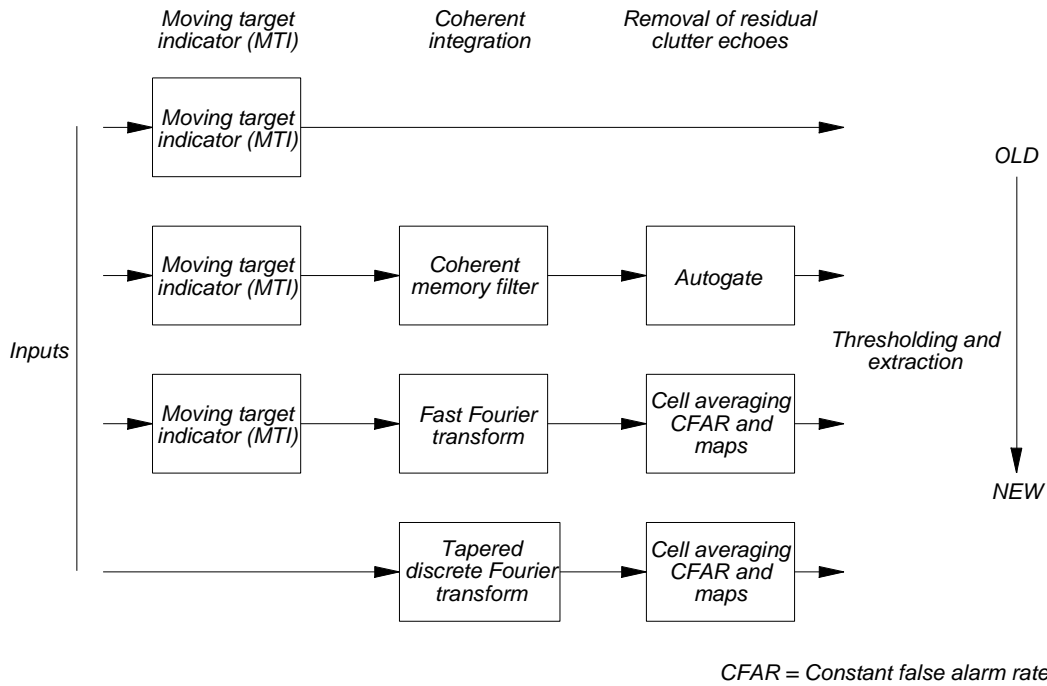 Moving target
indicator (MTI)
Coherent
integration
Removal of residual
clutter echoes
Moving target
indicator (MTI)
OLD
Moving target
indicator (MTI)
Coherent
memory filter
Autogate
Inputs
Thresholding and
extraction
Moving target
indicator (MTI)
Fast Fourier
transform
Cell averaging
CFAR and
maps
NEW
Tapered
discrete Fourier
transform
Cell averaging
CFAR and
maps
CFAR = Constant false alarm rate